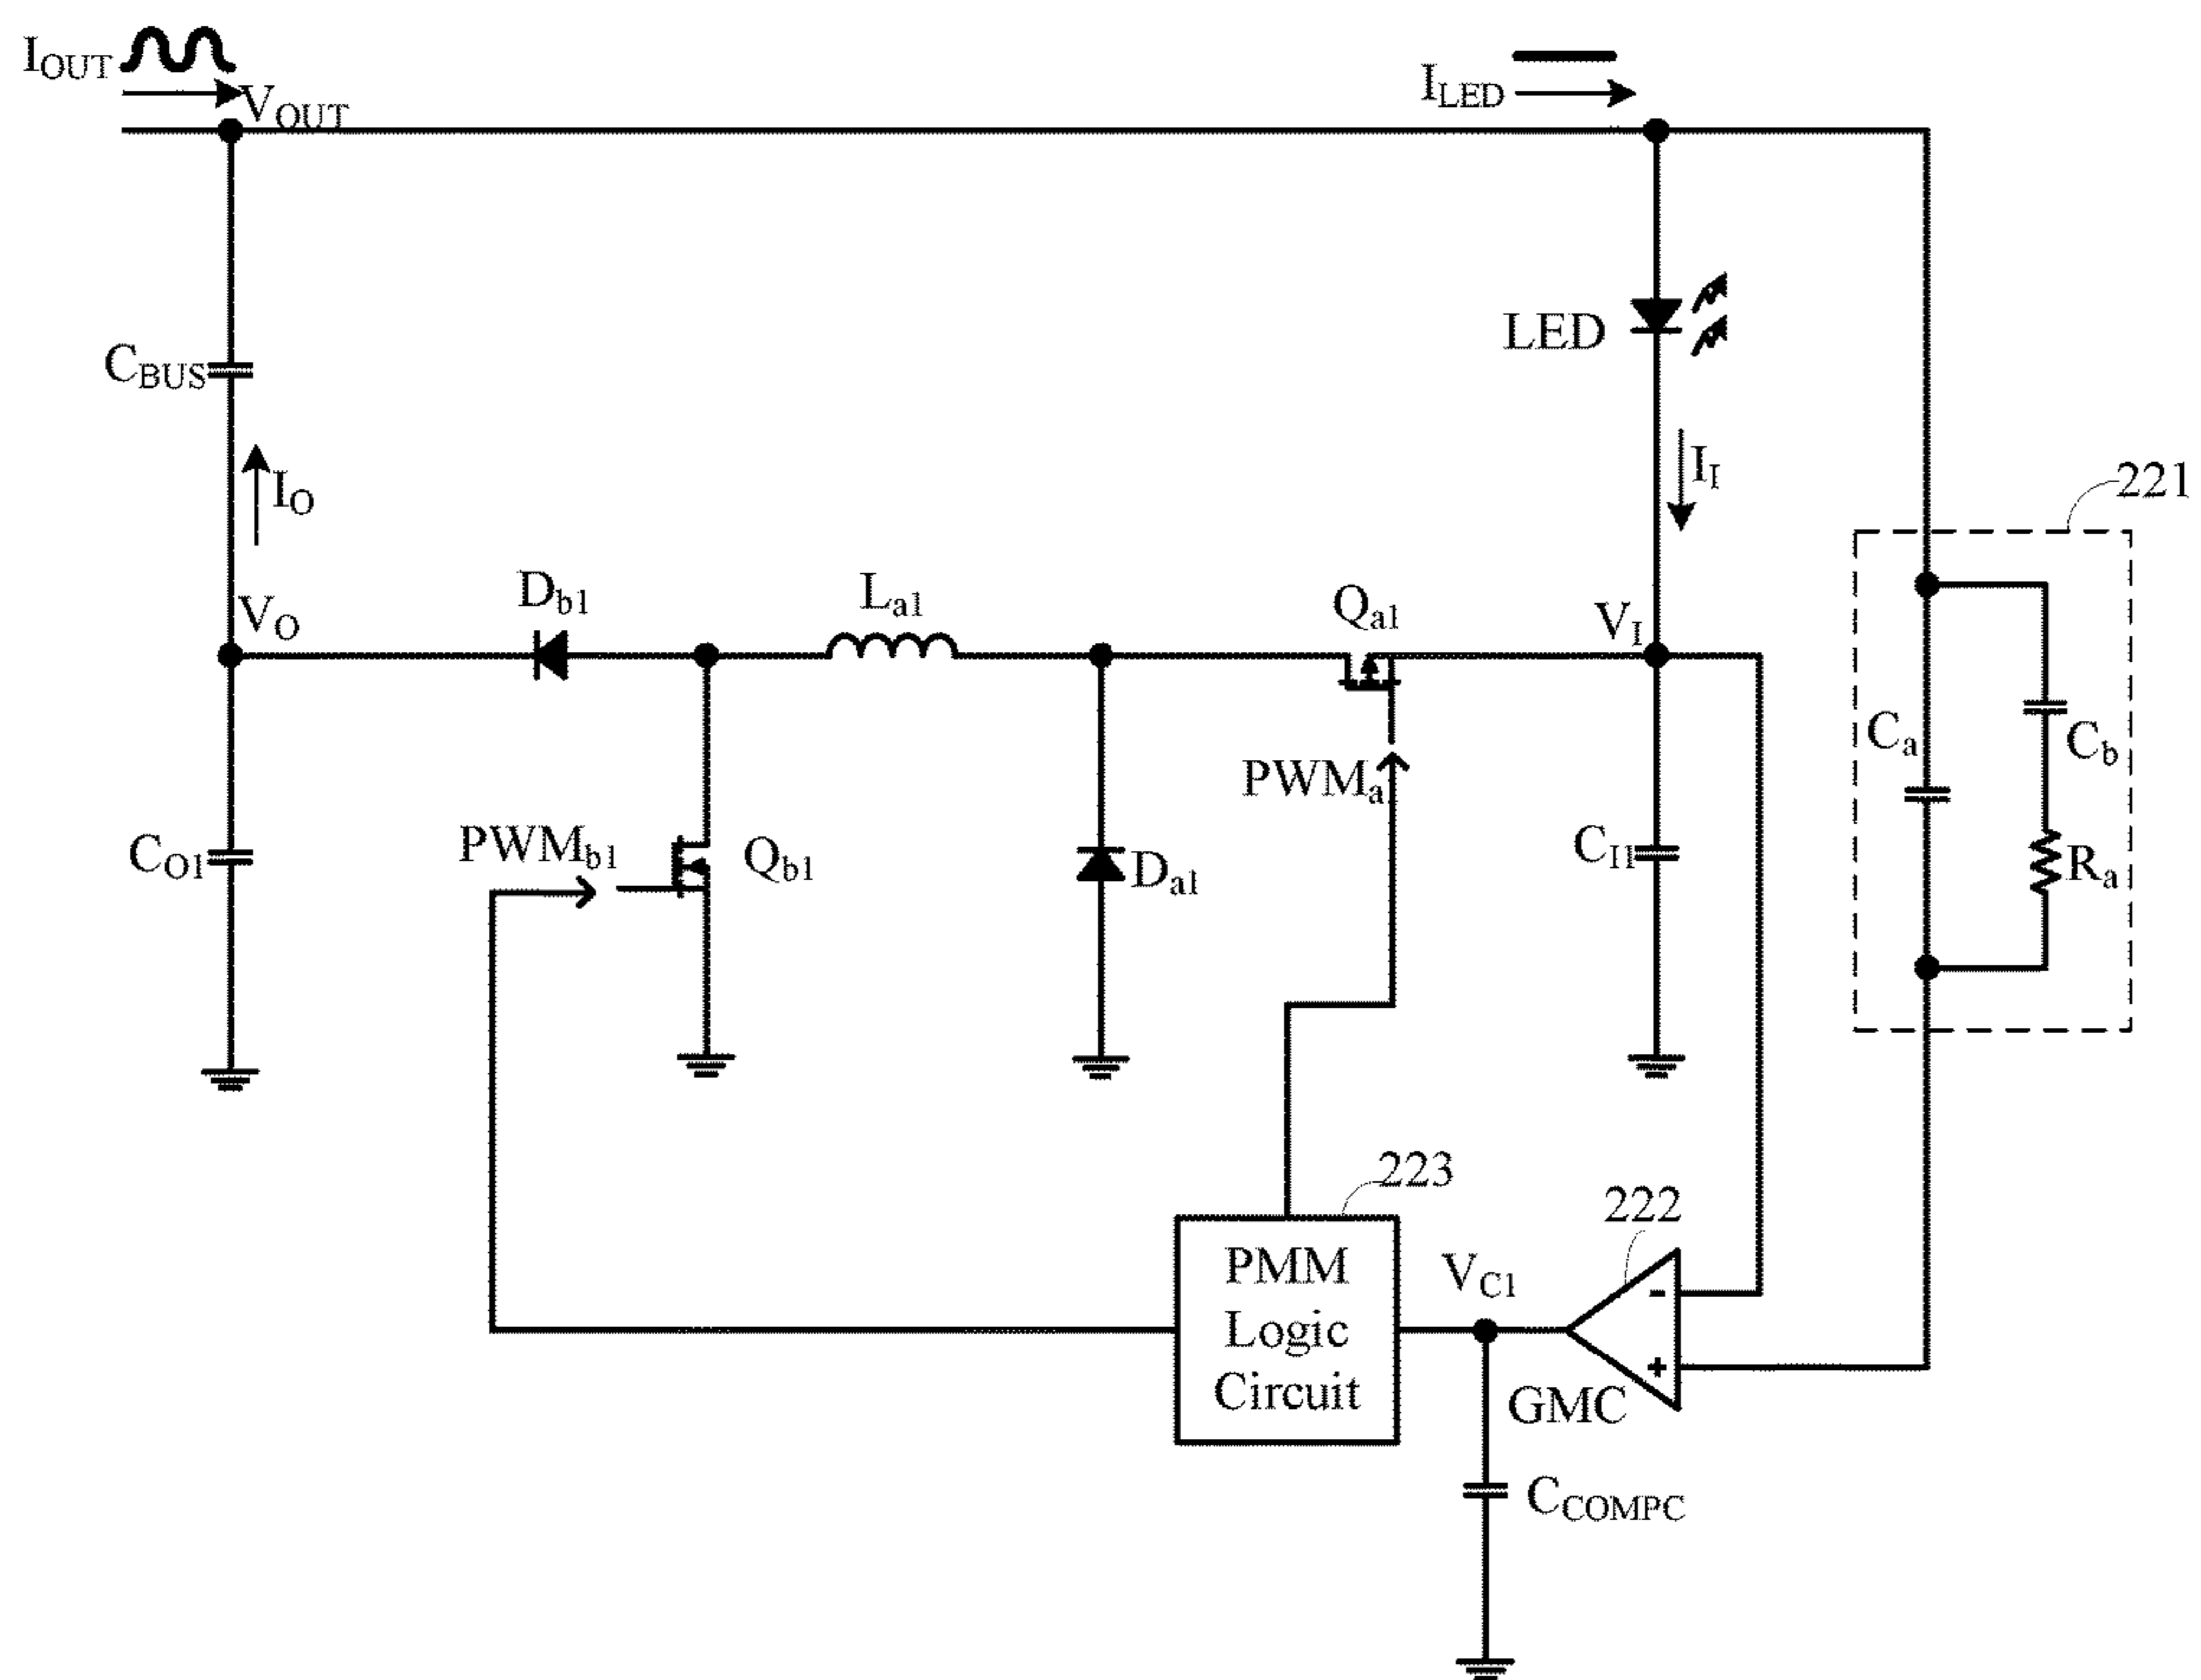 IOUT
VOUT
ILED
CBUS
LED
IO
II
221
VO
Db1
La1
Qa1
VI
Ca
Cb
PWMa
CO1
PWMb1
Qb1
Da1
CI1
Ra
223
222
PMM
Logic
Circuit
VC1
-
+
GMC
CCOMPC